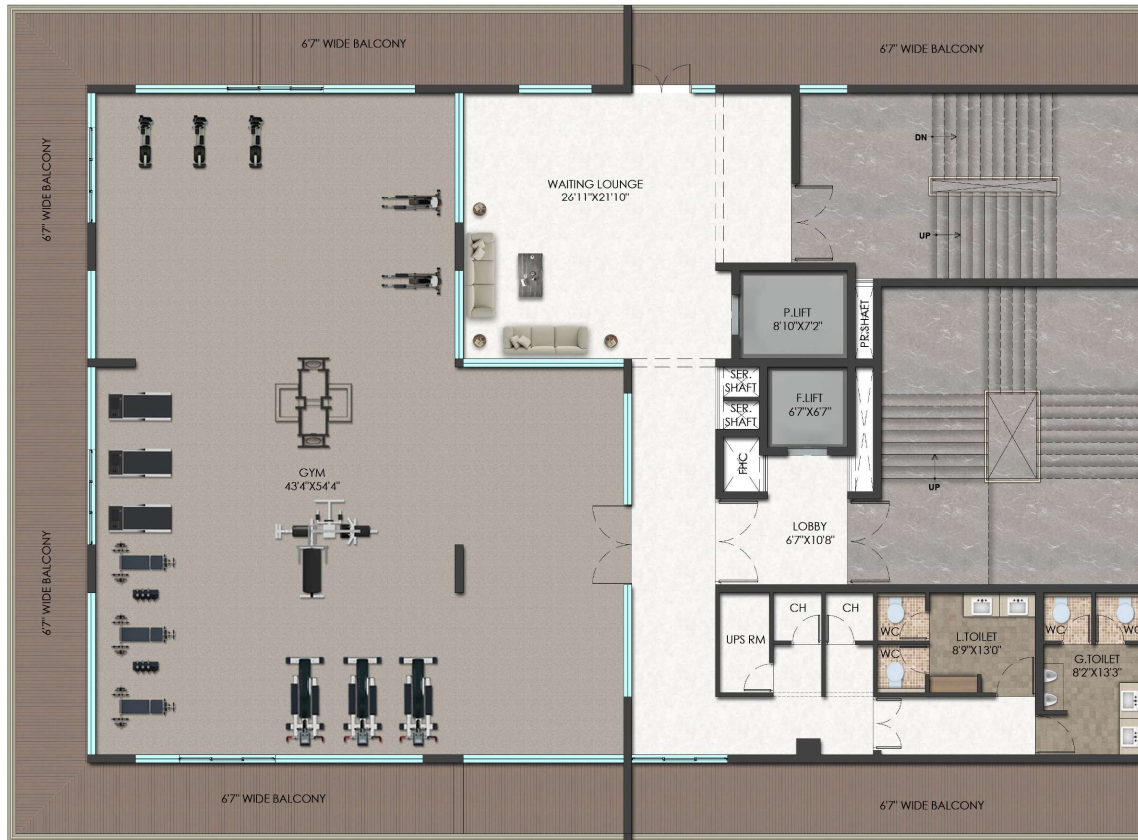 6'7" WIDE BALCONY
6'7" WIDE BALCONY
6'7" WIDE BALCONY
DN
WAITING LOUNGE
26'11"X21'10"
UP
P.LIFT
8'10"X7'2"
PR.SHAET
SER.
SHAFT
F.LIFT
6'7"X6'7"
SER.
SHAFT
FHC
GYM
43'4"X54'4"
UP
LOBBY
6'7"X10'8"
6'7" WIDE BALCONY
UPS RM
CH
CH
WC
L.TOILET
8'9"X13'0"
WC
WC
WC
G.TOILET
8'2"X13'3"
6'7" WIDE BALCONY
6'7" WIDE BALCONY